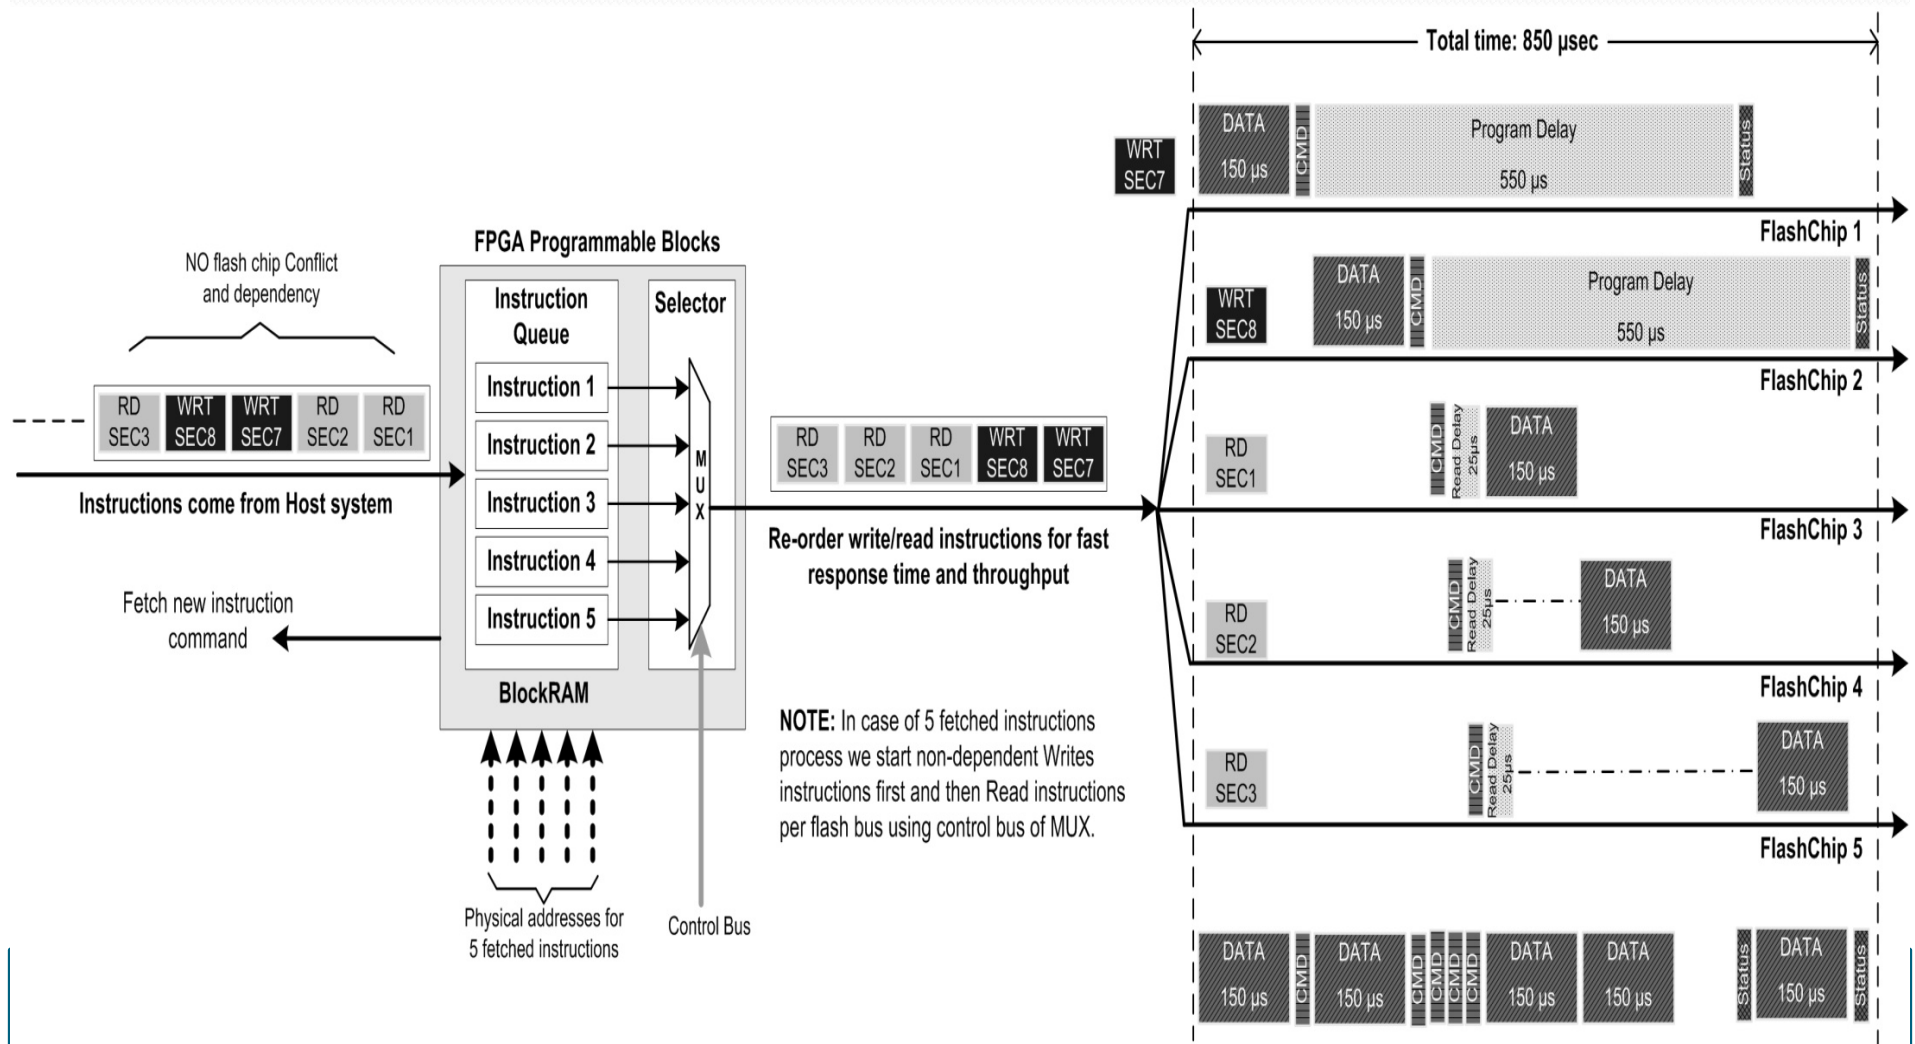 Total time: 850 µsec
WRT
SEC7
DATA
150 µs
CMD
Program Delay
550 µs
Status
FlashChip 1
WRT
SEC8
DATA
150 µs
CMD
Program Delay
550 µs
Status
FlashChip 2
RD
SEC1
CMD
Read Delay
25µs
DATA
150 µs
FlashChip 3
RD
SEC2
CMD
Read Delay
25µs
DATA
150 µs
FlashChip 4
RD
SEC3
CMD
Read Delay
25µs
DATA
150 µs
FlashChip 5
DATA
150 µs
CMD
DATA
150 µs
CMD
CMD
CMD
CMD
DATA
150 µs
DATA
150 µs
Status
DATA
150 µs
Status
NO flash chip Conflict
and dependency
RD
SEC3
WRT
SEC8
WRT
SEC7
RD
SEC2
RD
SEC1
Instructions come from Host system
Fetch new instruction
command
FPGA Programmable Blocks
Instruction
Queue
Instruction 1
Instruction 2
Instruction 3
Instruction 4
Instruction 5
BlockRAM
Selector
M
U
X
Physical addresses for
5 fetched instructions
Control Bus
RD
SEC3
RD
SEC2
RD
SEC1
WRT
SEC8
WRT
SEC7
Re-order write/read instructions for fast
response time and throughput
NOTE: In case of 5 fetched instructions
process we start non-dependent Writes
instructions first and then Read instructions
per flash bus using control bus of MUX.